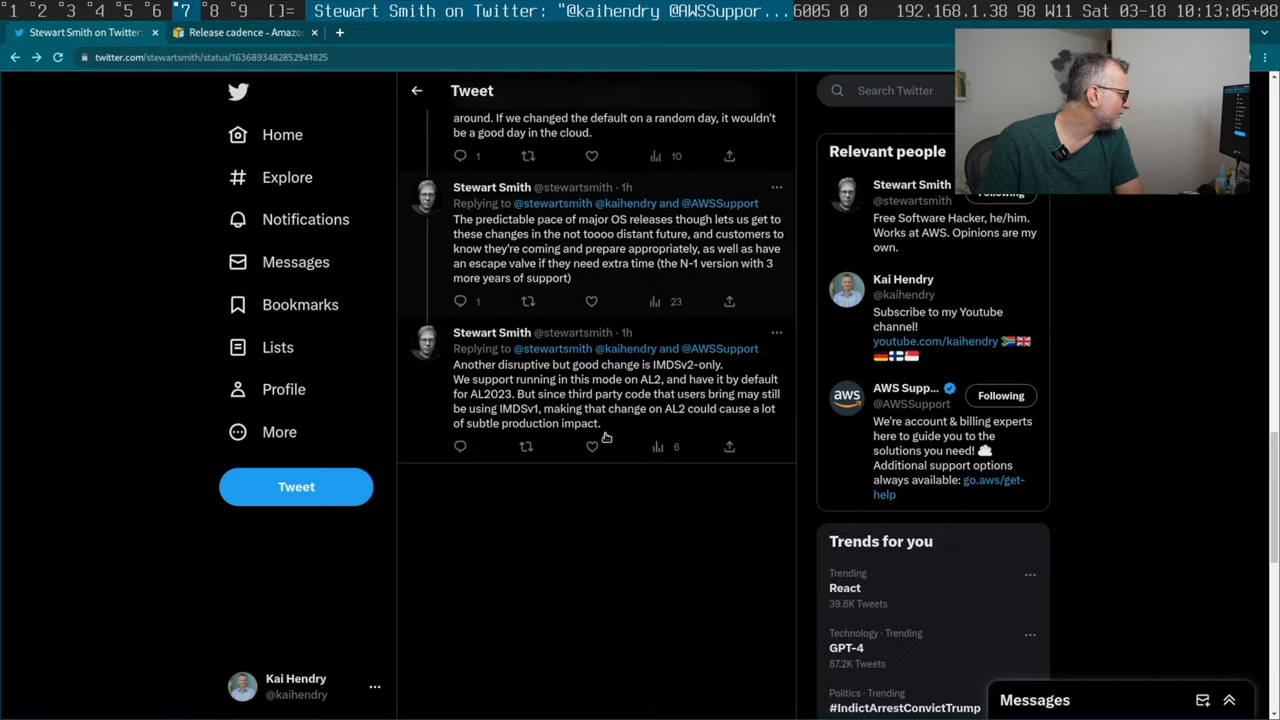 1 2 3 4 5 6 7 8 9 []= Stewart Smith on Twitter: "@kaihendry @AWSSuppor... 6005 0 0 192.168.1.38 98 W11 Sat 03-18 10:13:05+08
Stewart Smith on Twitter: × Release cadence - Amazo × +
twitter.com/stewartsmith/status/1636893482852941825
Home
Explore
Notifications
Messages
Bookmarks
Lists
Profile
More
Tweet
Kai Hendry
@kaihendry
Tweet
around. If we changed the default on a random day, it wouldn't
be a good day in the cloud.
1 10
Stewart Smith @stewartsmith · 1h
Replying to @stewartsmith @kaihendry and @AWSSupport
The predictable pace of major OS releases though lets us get to
these changes in the not toooo distant future, and customers to
know they're coming and prepare appropriately, as well as have
an escape valve if they need extra time (the N-1 version with 3
more years of support)
1 23
Stewart Smith @stewartsmith · 1h
Replying to @stewartsmith @kaihendry and @AWSSupport
Another disruptive but good change is IMDSv2-only.
We support running in this mode on AL2, and have it by default
for AL2023. But since third party code that users bring may still
be using IMDSv1, making that change on AL2 could cause a lot
of subtle production impact.
6
Search Twitter
Relevant people
Stewart Smith
@stewartsmith
Following
Free Software Hacker, he/him.
Works at AWS. Opinions are my
own.
Kai Hendry
@kaihendry
Subscribe to my Youtube
channel!
youtube.com/kaihendry 🇿🇦🇬🇧
🇩🇪🇫🇮🇸🇬
aws
AWS Supp...
@AWSSupport
Following
We're account & billing experts
here to guide you to the
solutions you need! ☁️
Additional support options
always available: go.aws/get-
help
Trends for you
Trending
React
39.8K Tweets
Technology · Trending
GPT-4
87.2K Tweets
Politics · Trending
#IndictArrestConvictTrump
Messages